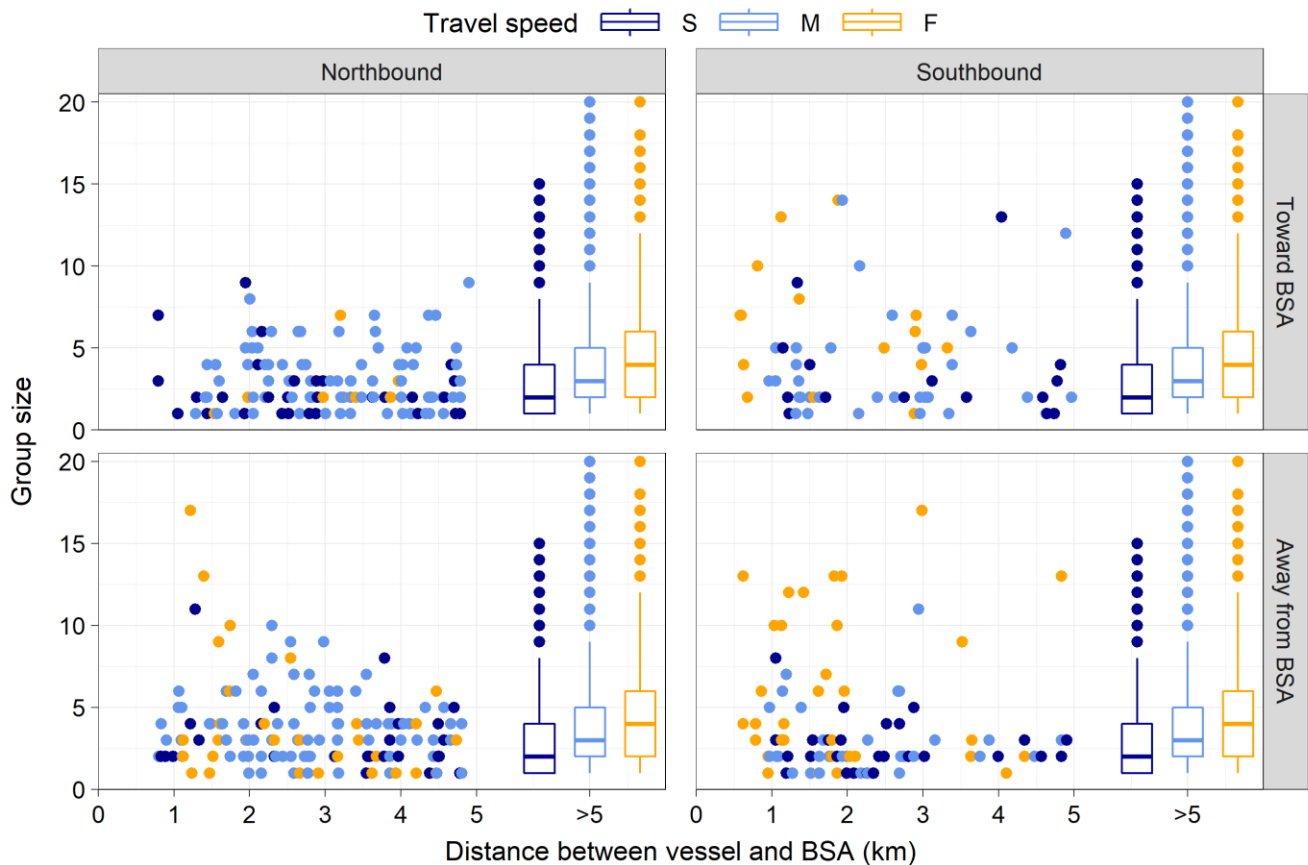 Travel speed S M F
Northbound Southbound
20
15
10
5
0
Toward BSA
20
15
10
5
0
Away from BSA
Group size
0 1 2 3 4 5 >5 0 1 2 3 4 5 >5
Distance between vessel and BSA (km)